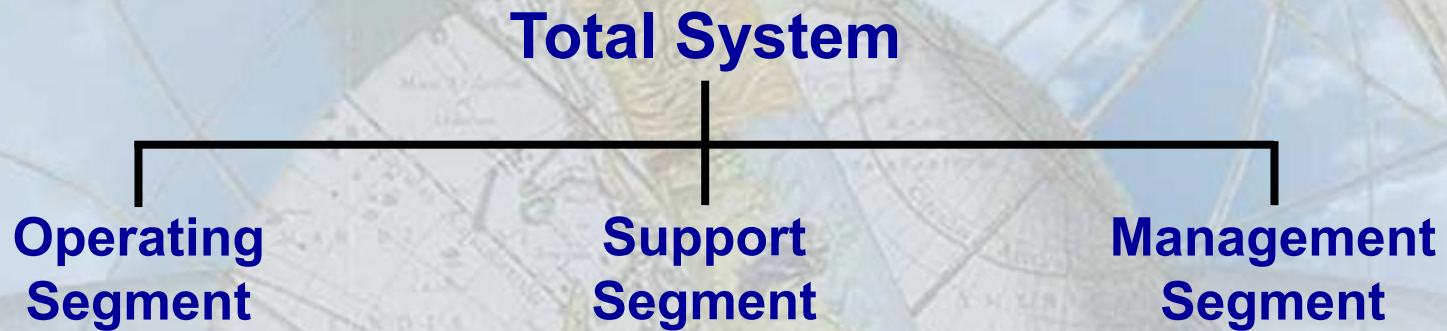 Total System
Operating
Segment
Support
Segment
Management
Segment